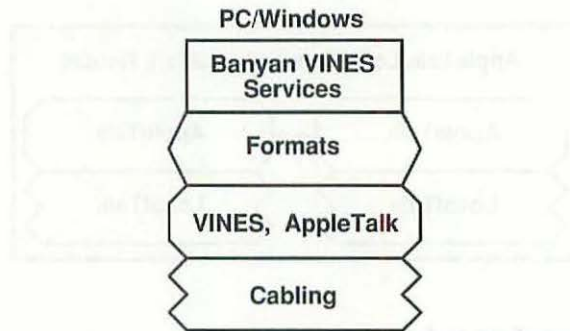 PC/Windows
Banyan VINES
Services
Formats
VINES, AppleTalk
Cabling